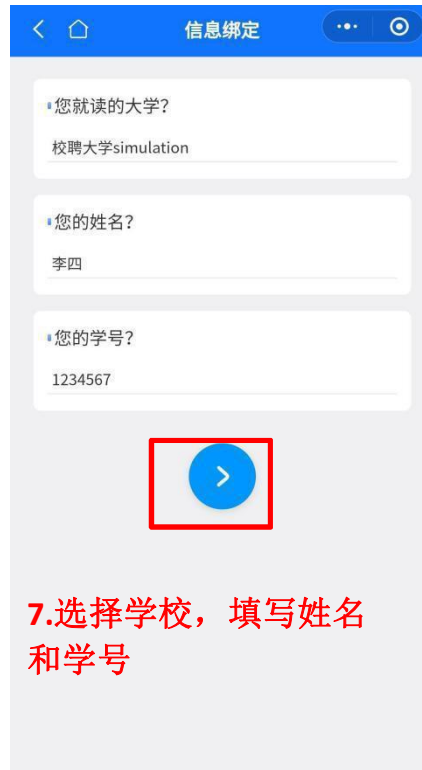 信息绑定
您就读的大学?
校聘大学simulation
您的姓名?
李四
您的学号?
1234567
7.选择学校，填写姓名
和学号